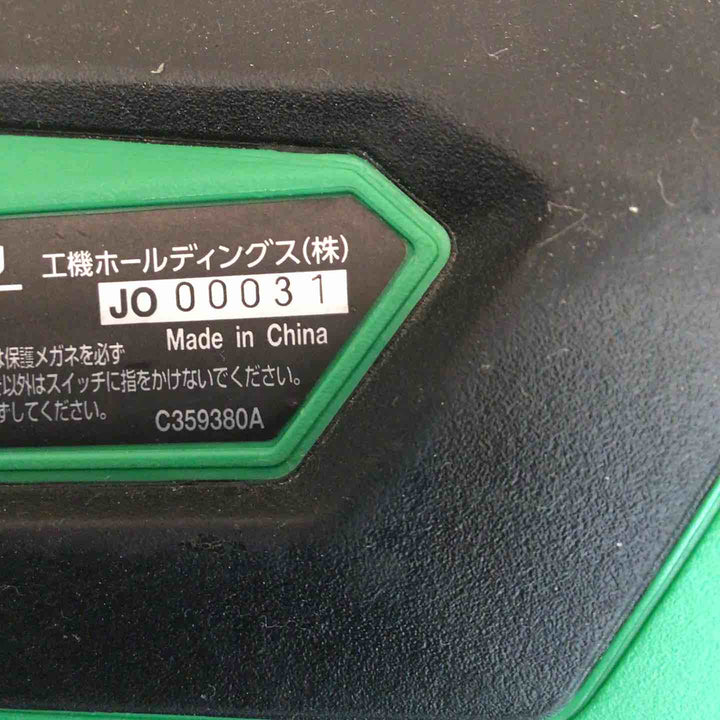 工機ホールディングス(株)
JO 00031
Made in China
は保護メガネを必ず
以外はスイッチに指をかけないでください。
ずしてください。
C359380A